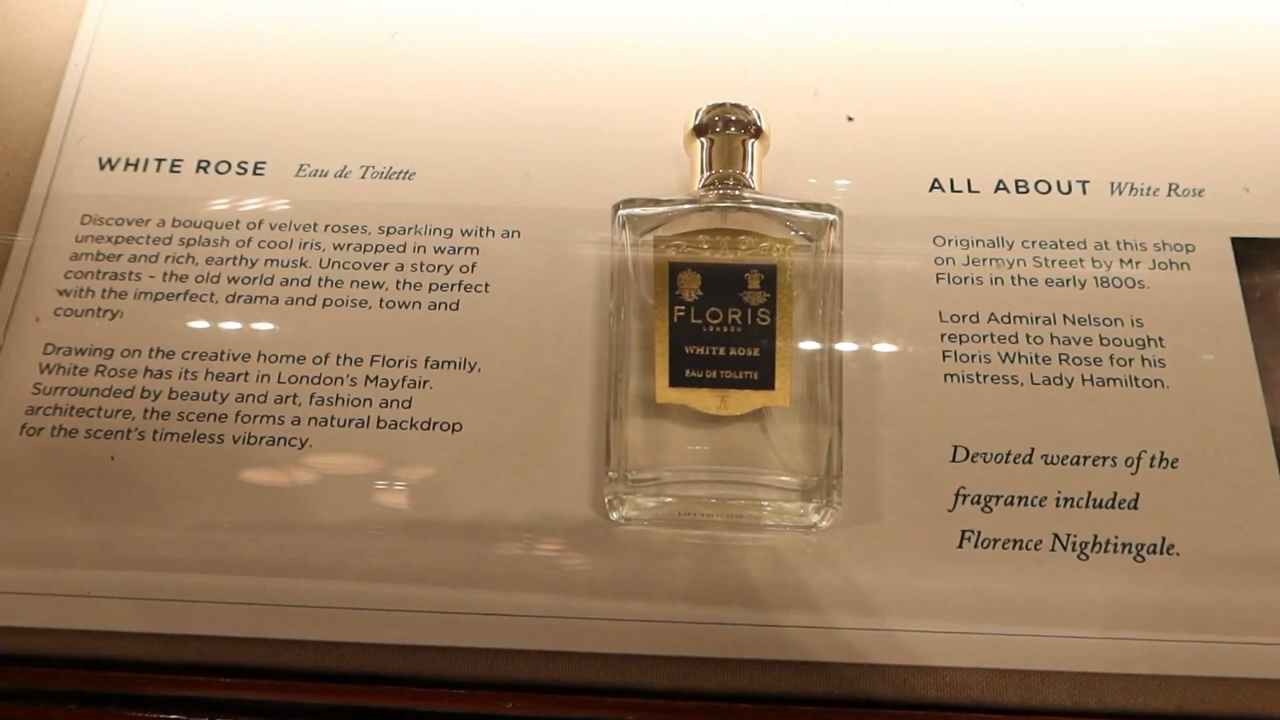 WHITE ROSE Eau de Toilette
Discover a bouquet of velvet roses, sparkling with an
unexpected splash of cool iris, wrapped in warm
amber and rich, earthy musk. Uncover a story of
contrasts – the old world and the new, the perfect
with the imperfect, drama and poise, town and
country.
Drawing on the creative home of the Floris family,
White Rose has its heart in London's Mayfair.
Surrounded by beauty and art, fashion and
architecture, the scene forms a natural backdrop
for the scent's timeless vibrancy.
FLORIS
LONDON
WHITE ROSE
EAU DE TOILETTE
ALL ABOUT White Rose
Originally created at this shop
on Jermyn Street by Mr John
Floris in the early 1800s.
Lord Admiral Nelson is
reported to have bought
Floris White Rose for his
mistress, Lady Hamilton.
Devoted wearers of the
fragrance included
Florence Nightingale.